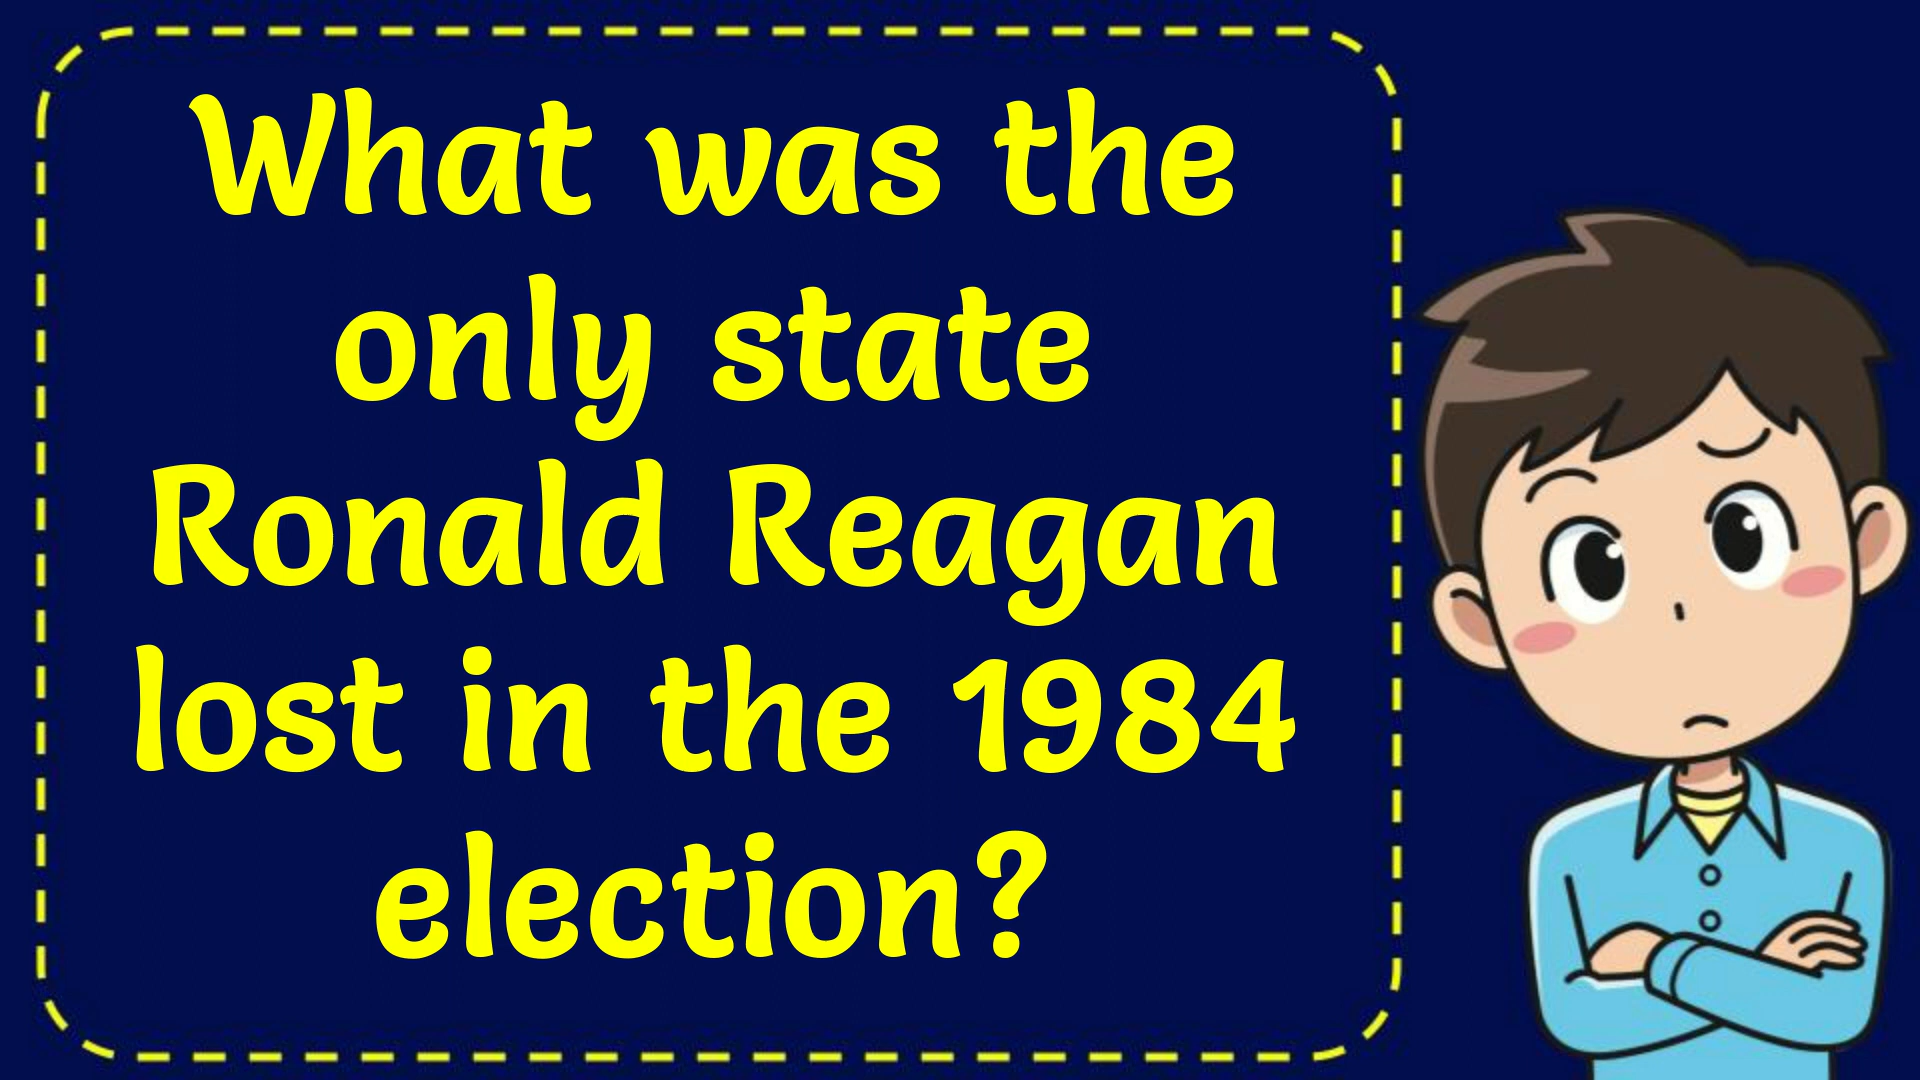 What was the
only state
Ronald Reagan
lost in the 1984
election?